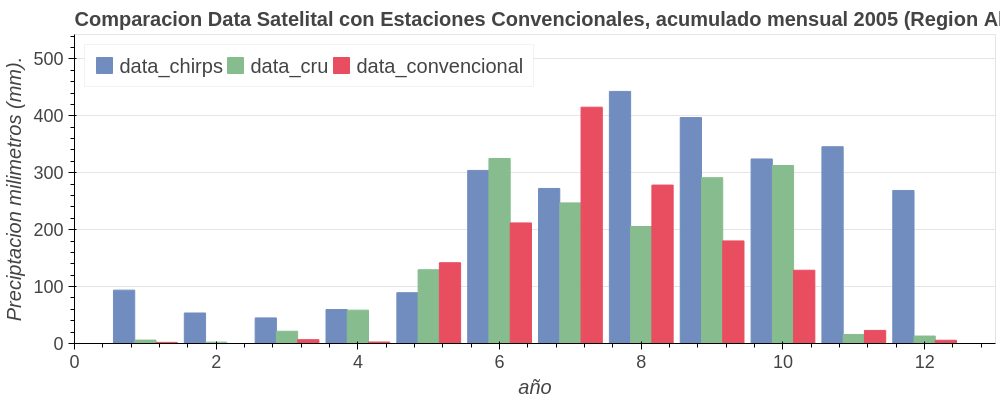 Comparacion Data Satelital con Estaciones Convencionales, acumulado mensual 2005 (Region
data_chirps data_cru data_convencional
Preciptacion milimetros (mm).
500
400
300
200
100
0
0 2 4 6 8 10 12
año